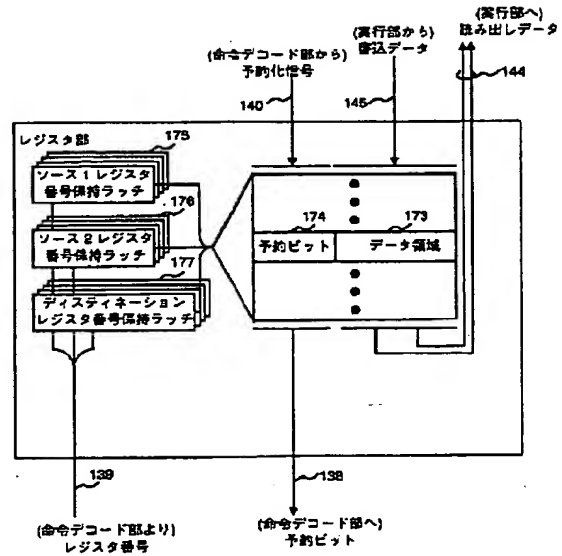 (実行部へ)
読み出しデータ
(実行部から)
書込データ
(命令デコード部から)
予約化信号
144
140
145
レジスタ部
175
ソース1レジスタ
番号保持ラッチ
176
ソース2レジスタ
番号保持ラッチ
177
ディスティネーション
レジスタ番号保持ラッチ
174
173
予約ビット
データ領域
139
138
(命令デコード部より)
レジスタ番号
(命令デコード部へ)
予約ビット